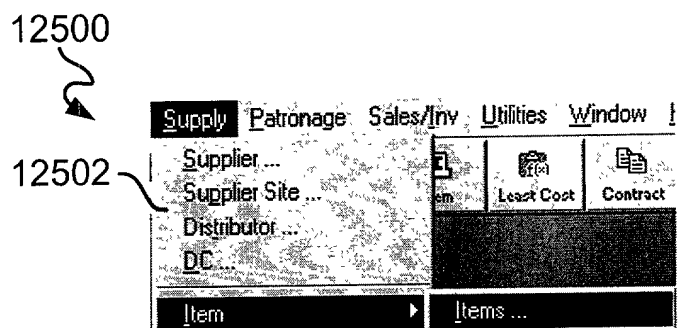 12500
Supply Patronage Sales/Inv Utilities Window
Supplier ...
12502
Supplier Site ...
Least Cost Contract
Distributor ...
DC ...
Item Items ...